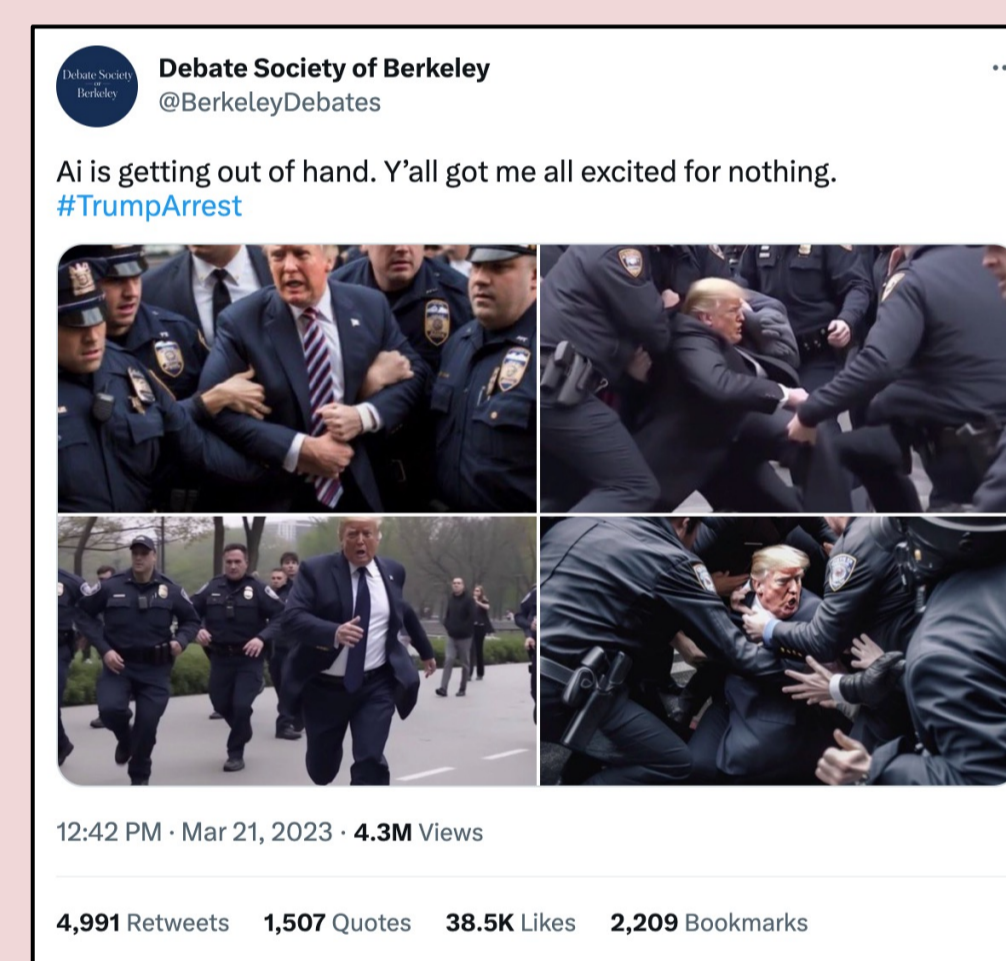 Debate Society
of
Berkeley
Debate Society of Berkeley
@BerkeleyDebates
Ai is getting out of hand. Y’all got me all excited for nothing.
#TrumpArrest
12:42 PM · Mar 21, 2023 · 4.3M Views
4,991 Retweets 1,507 Quotes 38.5K Likes 2,209 Bookmarks